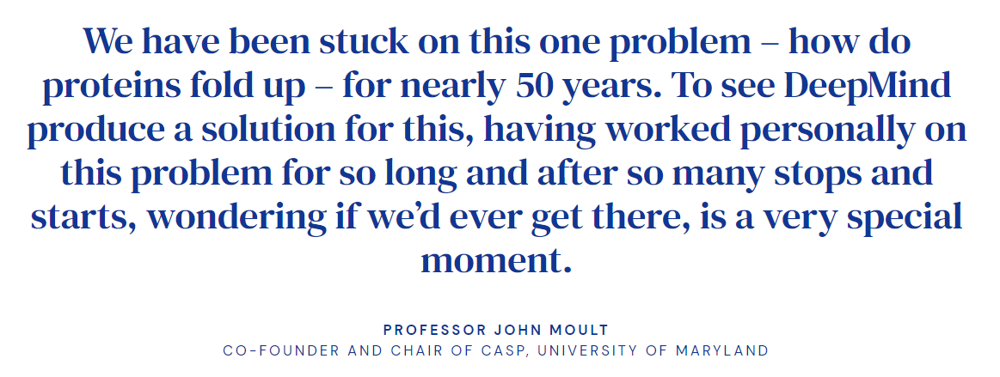 We have been stuck on this one problem – how do
proteins fold up – for nearly 50 years. To see DeepMind
produce a solution for this, having worked personally on
this problem for so long and after so many stops and
starts, wondering if we’d ever get there, is a very special
moment.
PROFESSOR JOHN MOULT
CO-FOUNDER AND CHAIR OF CASP, UNIVERSITY OF MARYLAND